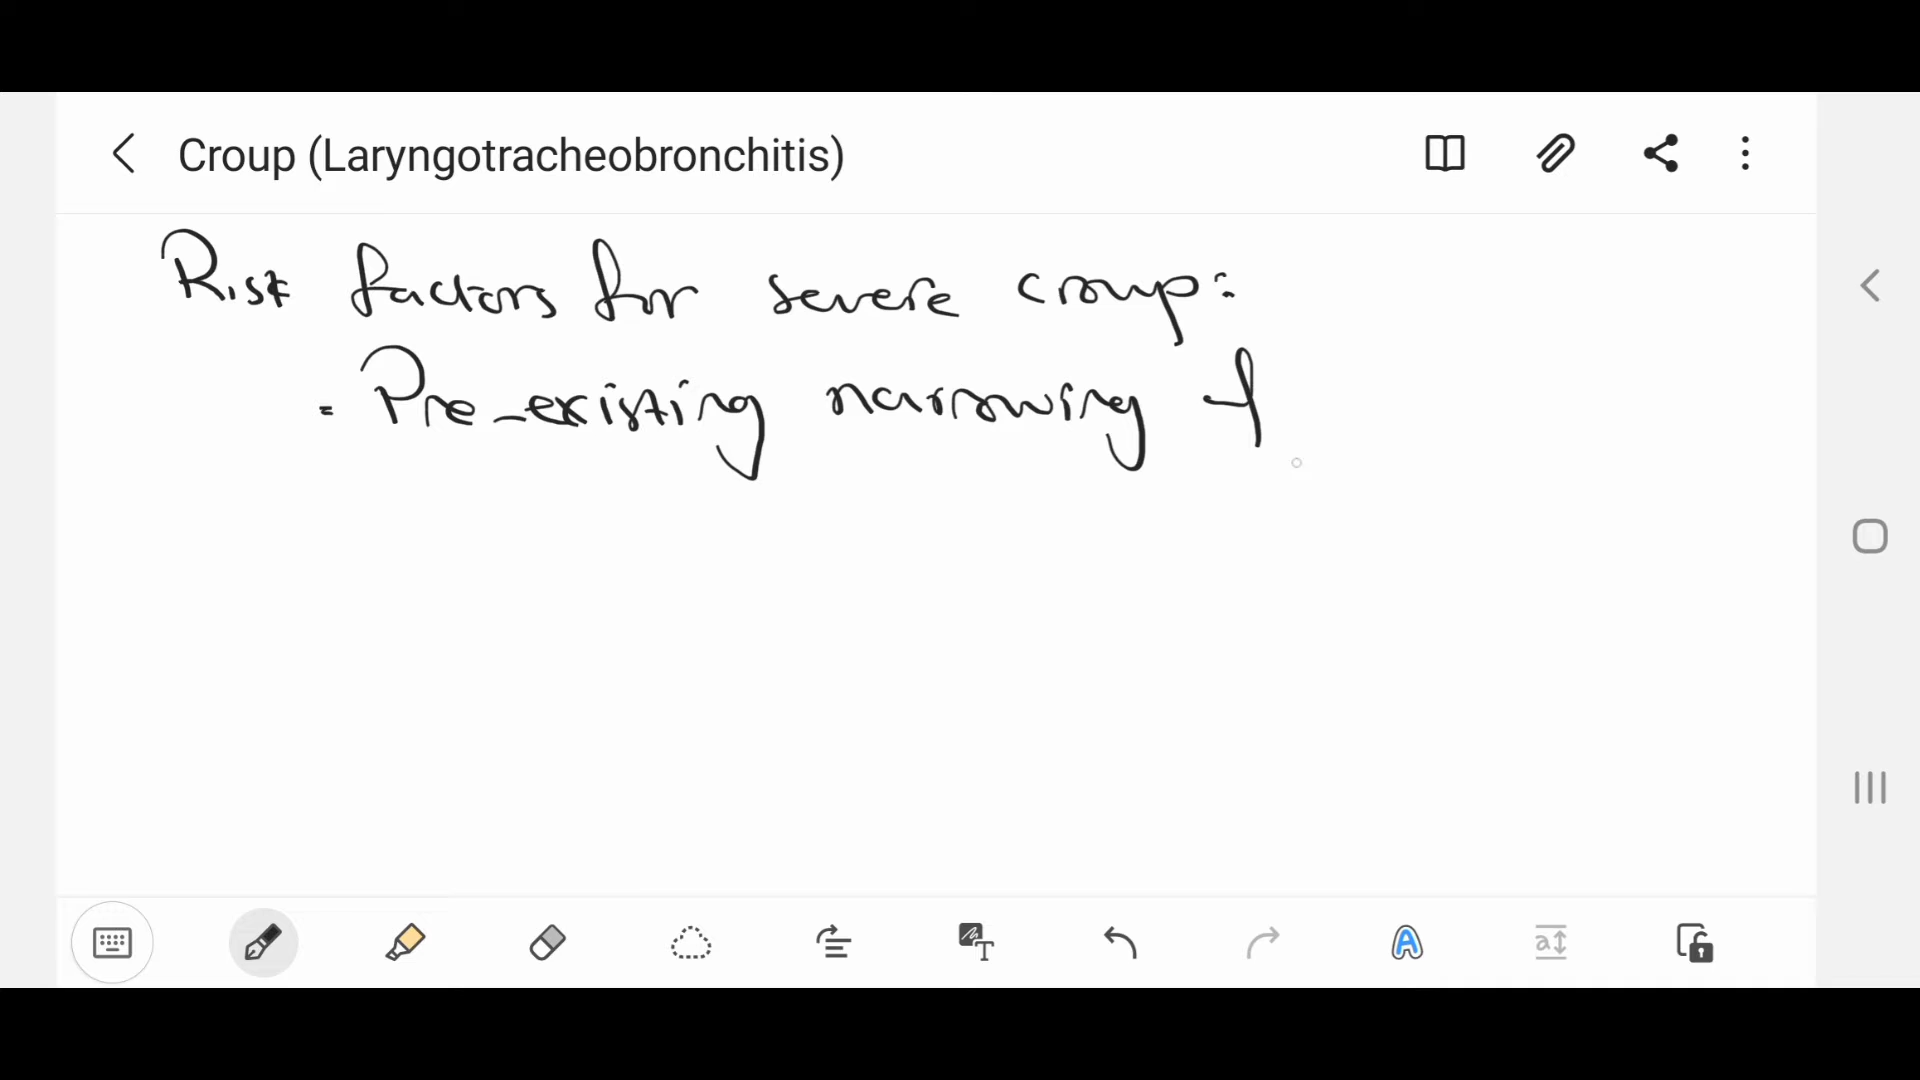 Croup (Laryngotracheobronchitis)
Risk factors for severe croup:
- Pre-existing narrowing of